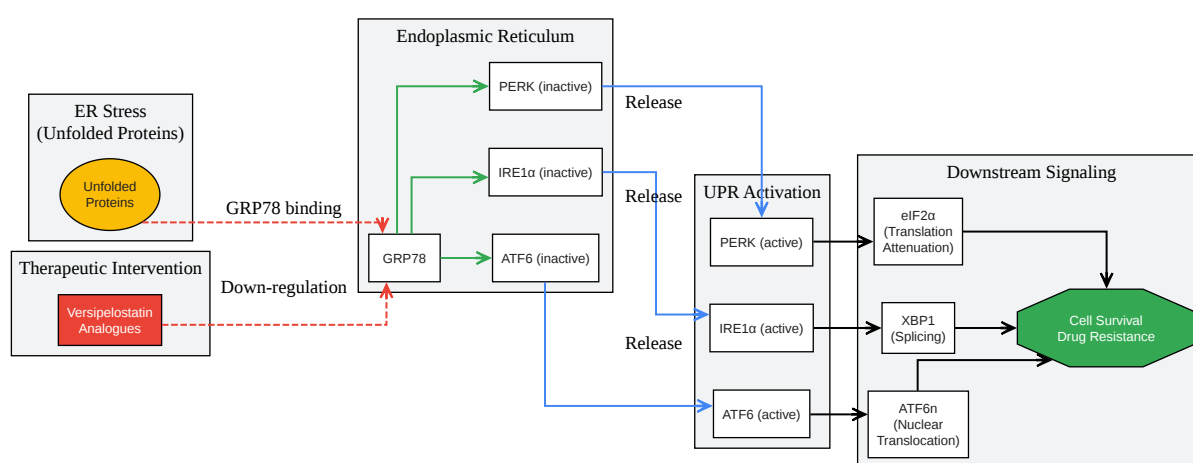 ER Stress
(Unfolded Proteins)
Unfolded
Proteins
GRP78 binding
Therapeutic Intervention
Versipelostatin
Analogues
Down-regulation
Endoplasmic Reticulum
PERK (inactive)
IRE1α (inactive)
GRP78
ATF6 (inactive)
Release
Release
Release
UPR Activation
PERK (active)
IRE1α (active)
ATF6 (active)
Downstream Signaling
eIF2α
(Translation
Attenuation)
XBP1
(Splicing)
ATF6n
(Nuclear
Translocation)
Cell Survival
Drug Resistance